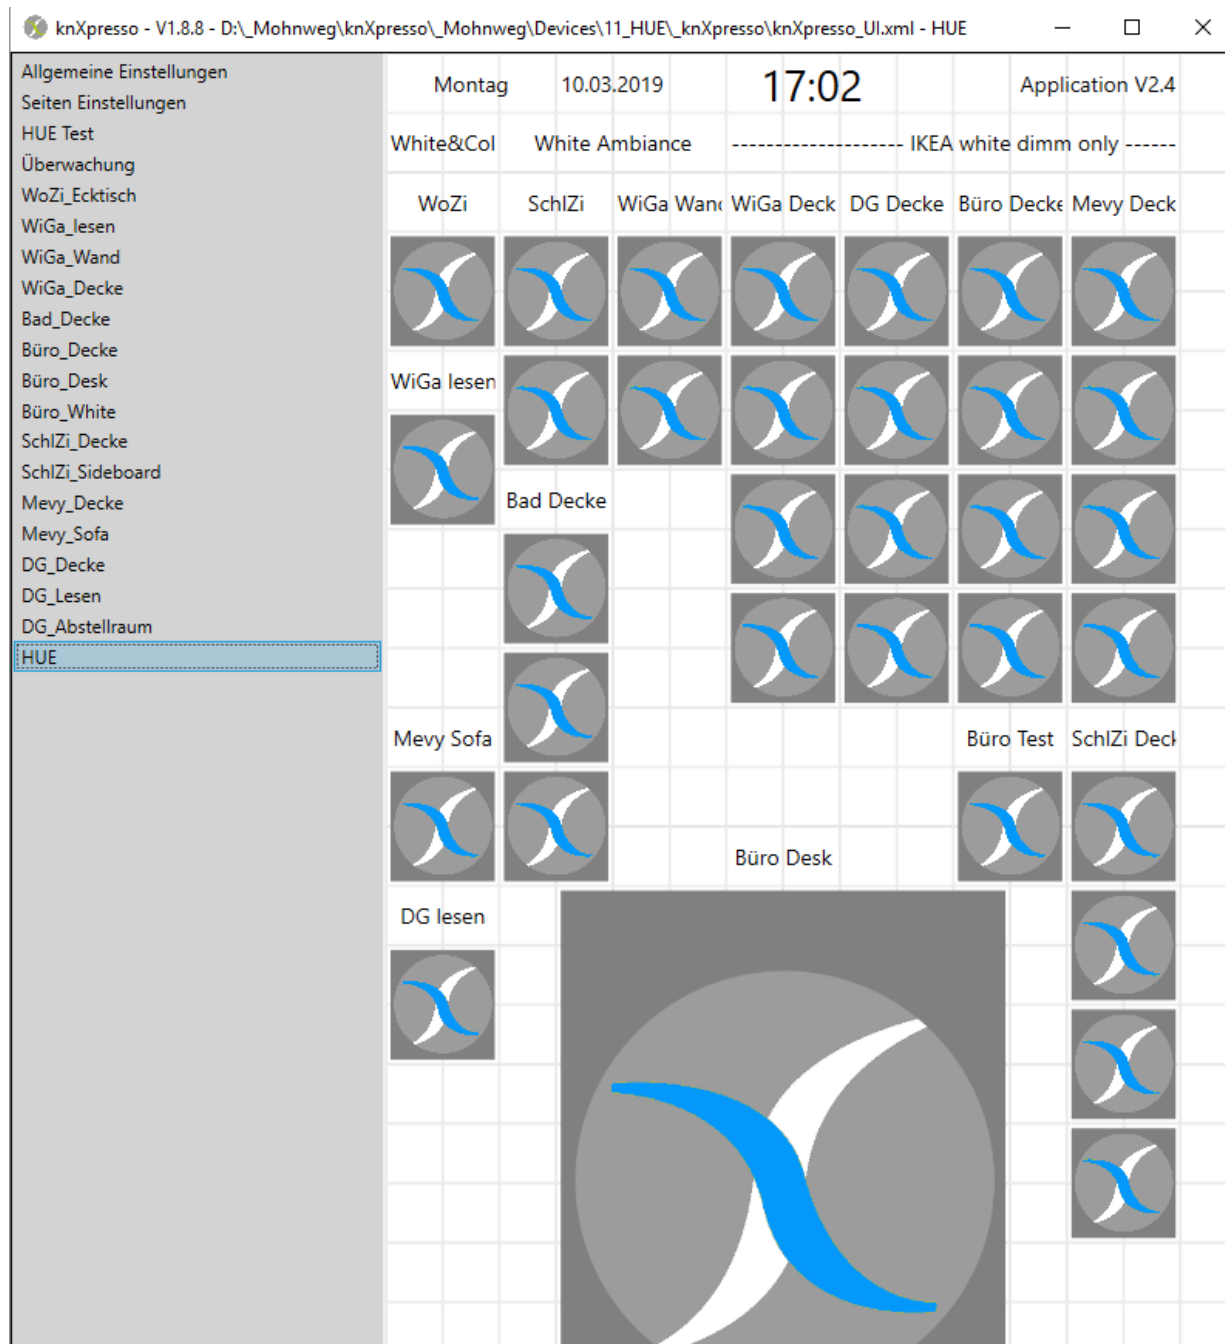 knXpresso - V1.8.8 - D:\_Mohnweg\knXpresso\_Mohnweg\Devices\11_HUE\_knXpresso\knXpresso_UI.xml - HUE
Allgemeine Einstellungen
Seiten Einstellungen
HUE Test
Überwachung
WoZi_Ecktisch
WiGa_lesen
WiGa_Wand
WiGa_Decke
Bad_Decke
Büro_Decke
Büro_Desk
Büro_White
SchlZi_Decke
SchlZi_Sideboard
Mevy_Decke
Mevy_Sofa
DG_Decke
DG_Lesen
DG_Abstellraum
HUE
Montag 10.03.2019 17:02 Application V2.4
White&Col White Ambiance -------------------- IKEA white dimm only ------
WoZi SchlZi WiGa Wand WiGa Deck DG Decke Büro Decke Mevy Deck
WiGa lesen
Bad Decke
Mevy Sofa Büro Test SchlZi Deck
Büro Desk
DG lesen